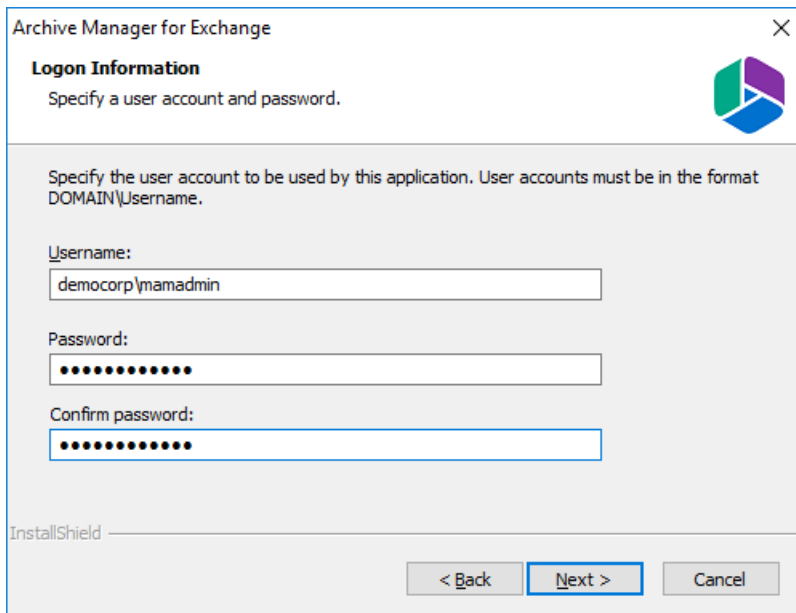 Archive Manager for Exchange
Logon Information
Specify a user account and password.
Specify the user account to be used by this application. User accounts must be in the format
DOMAIN\Username.
Username:
democorp\mamadmin
Password:
●●●●●●●●●●●●
Confirm password:
●●●●●●●●●●●●
InstallShield
< Back Next > Cancel